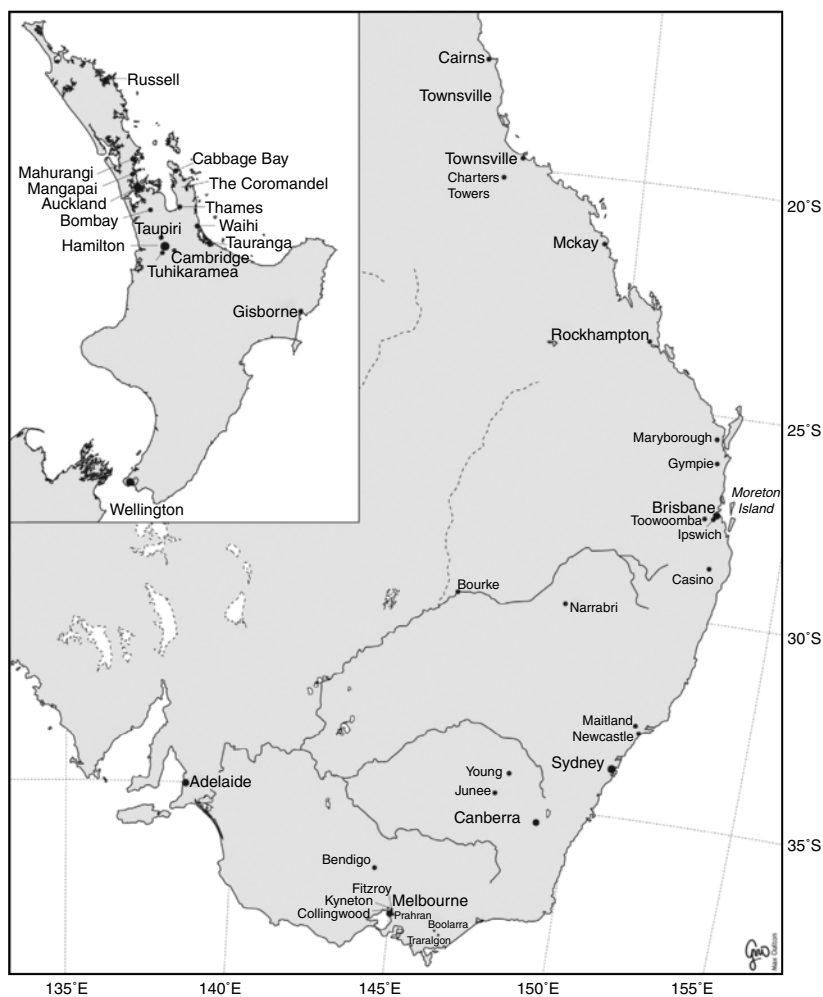 Russell
Cabbage Bay
Mahurangi
The Coromandel
Mangapai
Auckland
Thames
Bombay
Waihi
Taupiri
Hamilton
Tauranga
Cambridge
Tuhikaramea
Gisborne
Wellington
Cairns
Townsville
Townsville
Charters
Towers
20°S
Mckay
Rockhampton
25°S
Maryborough
Gympie
Moreton
Island
Brisbane
Toowoomba
Ipswich
Casino
Bourke
Narrabri
30°S
Maitland
Newcastle
Sydney
Young
Adelaide
Junee
Canberra
35°S
Bendigo
Fitzroy
Kyneton
Melbourne
Collingwood
Prahran
Boolarra
Traralgon
Max Oulton
135°E
140°E
145°E
150°E
155°E